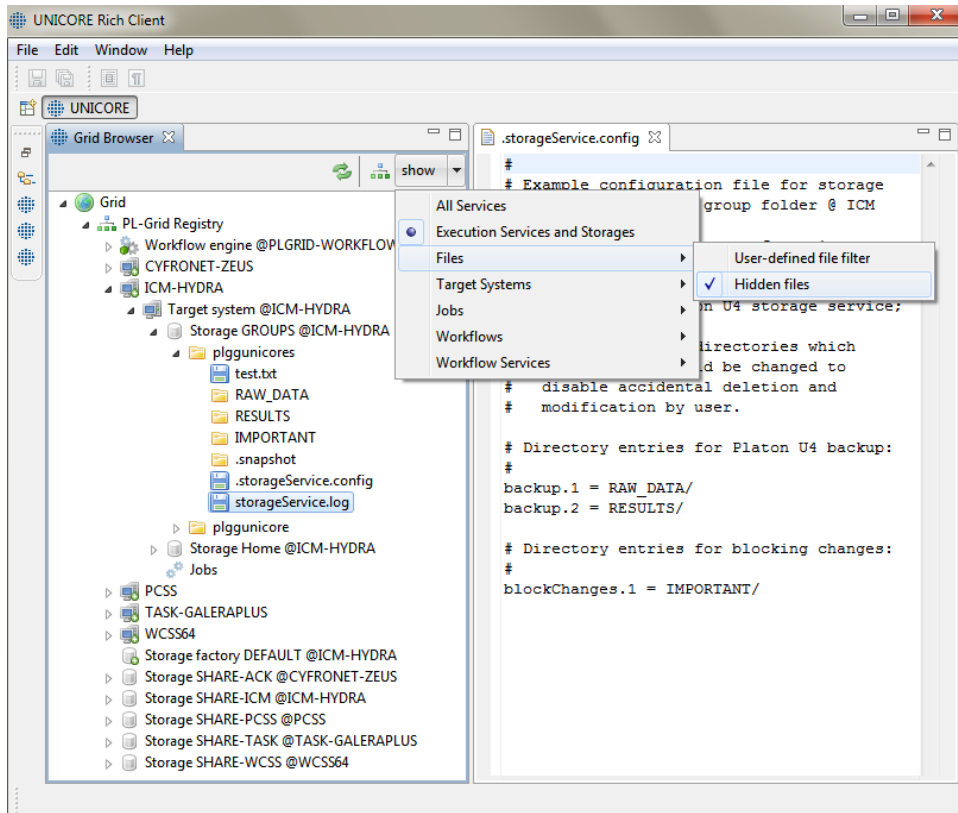 UNICORE Rich Client
File Edit Window Help
UNICORE
Grid Browser
.storageService.config
show
Grid
PL-Grid Registry
Workflow engine @PLGRID-WORKFLOW
CYFRONET-ZEUS
ICM-HYDRA
Target system @ICM-HYDRA
Storage GROUPS @ICM-HYDRA
plggunicores
test.txt
RAW_DATA
RESULTS
IMPORTANT
.snapshot
.storageService.config
storageService.log
plggunicore
Storage Home @ICM-HYDRA
Jobs
PCSS
TASK-GALERAPLUS
WCSS64
Storage factory DEFAULT @ICM-HYDRA
Storage SHARE-ACK @CYFRONET-ZEUS
Storage SHARE-ICM @ICM-HYDRA
Storage SHARE-PCSS @PCSS
Storage SHARE-TASK @TASK-GALERAPLUS
Storage SHARE-WCSS @WCSS64
All Services
Execution Services and Storages
Files
Target Systems
Jobs
Workflows
Workflow Services
User-defined file filter
Hidden files
#
# Example configuration file for storage
group folder @ ICM
U4 storage service;
directories which
be changed to
# disable accidental deletion and
# modification by user.
# Directory entries for Platon U4 backup:
#
backup.1 = RAW_DATA/
backup.2 = RESULTS/
# Directory entries for blocking changes:
#
blockChanges.1 = IMPORTANT/